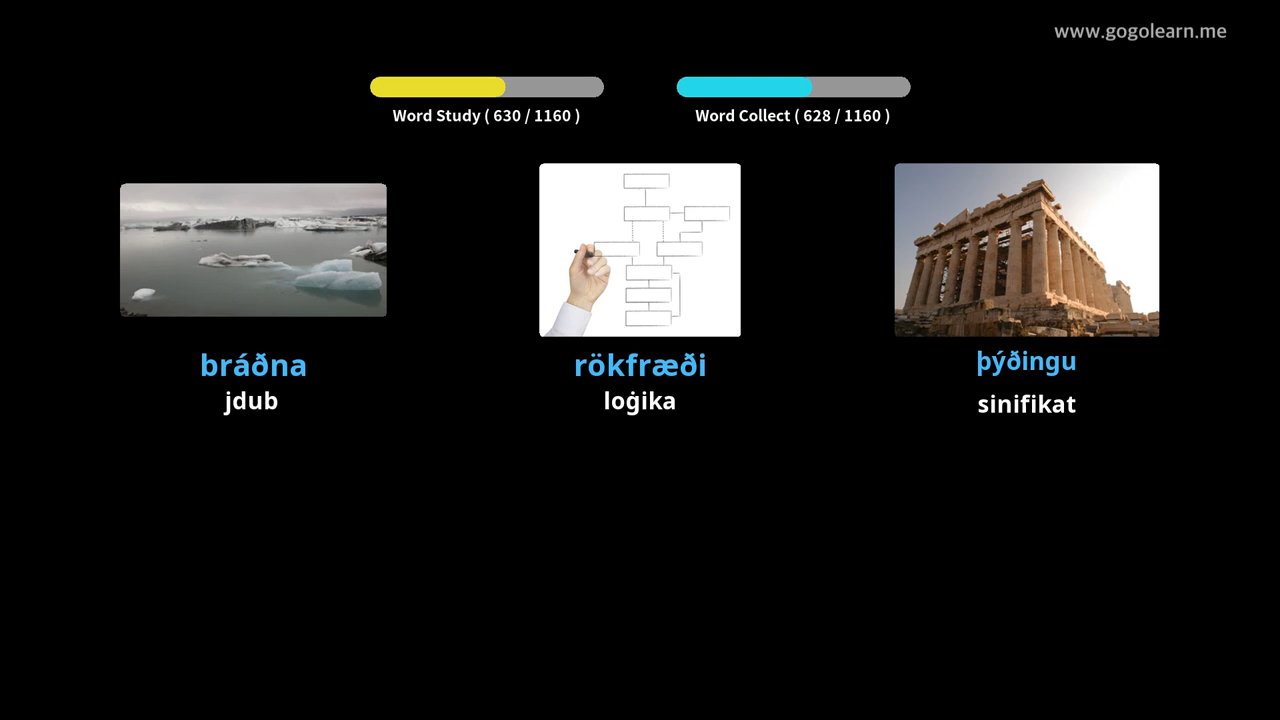 www.gogolearn.me
Word Study ( 630 / 1160 )
Word Collect ( 628 / 1160 )
bráðna
jdub
rökfræði
loġika
þýðingu
sinifikat